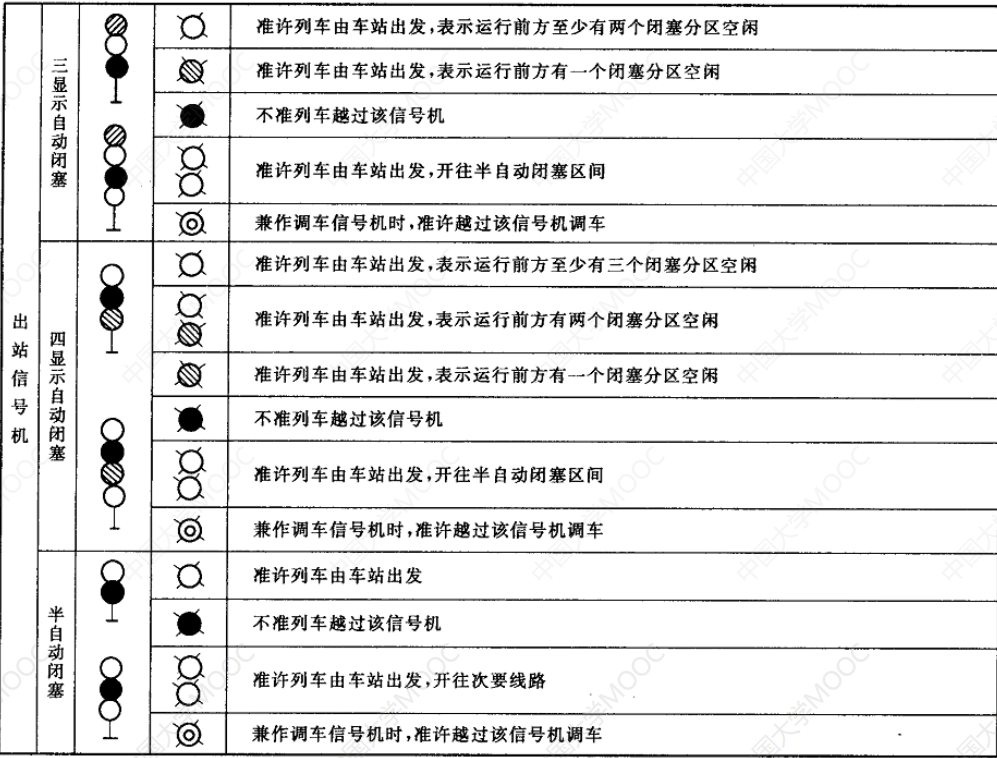 出站信号机
三显示自动闭塞
准许列车由车站出发,表示运行前方至少有两个闭塞分区空闲
准许列车由车站出发,表示运行前方有一个闭塞分区空闲
不准列车越过该信号机
准许列车由车站出发,开往半自动闭塞区间
兼作调车信号机时,准许越过该信号机调车
四显示自动闭塞
准许列车由车站出发,表示运行前方至少有三个闭塞分区空闲
准许列车由车站出发,表示运行前方有两个闭塞分区空闲
准许列车由车站出发,表示运行前方有一个闭塞分区空闲
不准列车越过该信号机
准许列车由车站出发,开往半自动闭塞区间
兼作调车信号机时,准许越过该信号机调车
半自动闭塞
准许列车由车站出发
不准列车越过该信号机
准许列车由车站出发,开往次要线路
兼作调车信号机时,准许越过该信号机调车
中国大学MOOC